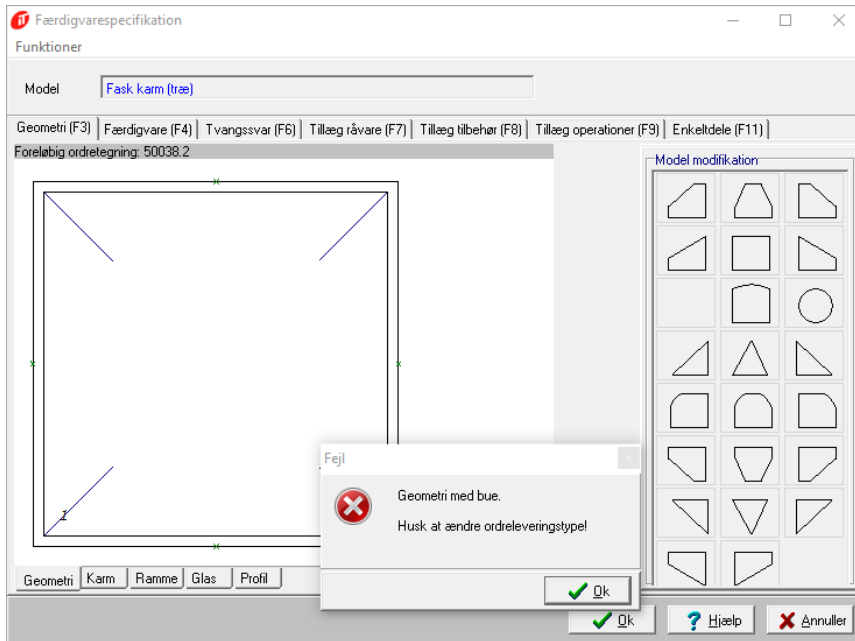 Færdigvarespecifikation
Funktioner
Model Fask karm (træ)
Geometri (F3) Færdigvare (F4) Tvangssvar (F6) Tillæg råvare (F7) Tillæg tilbehør (F8) Tillæg operationer (F9) Enkeltdele (F11)
Foreløbig ordretegning: 50038.2
Model modifikation
1
Fejl
Geometri med bue.
Husk at ændre ordreleveringstype!
Ok
Geometri Karm Ramme Glas Profil
Ok Hjælp Annuller